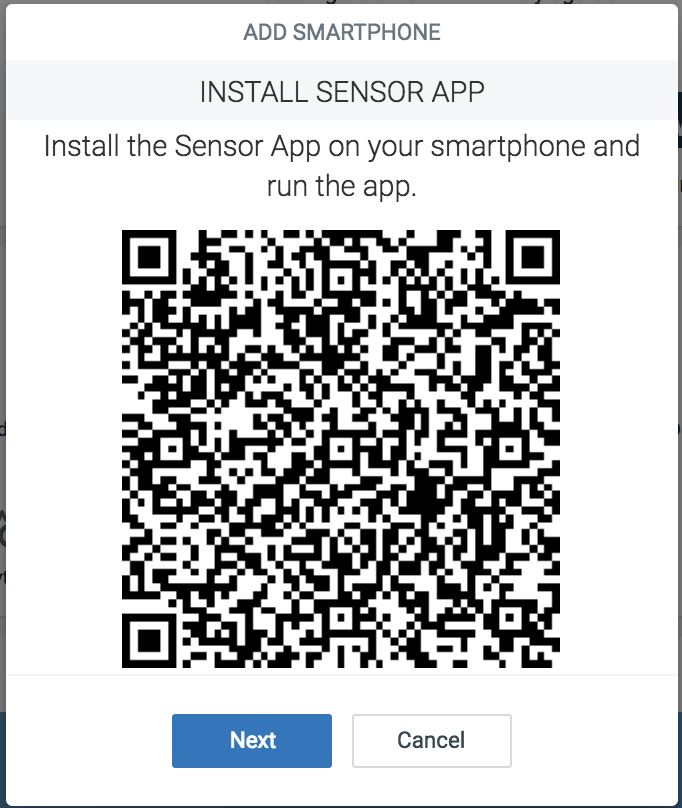 ADD SMARTPHONE
INSTALL SENSOR APP
Install the Sensor App on your smartphone and
run the app.
Next
Cancel